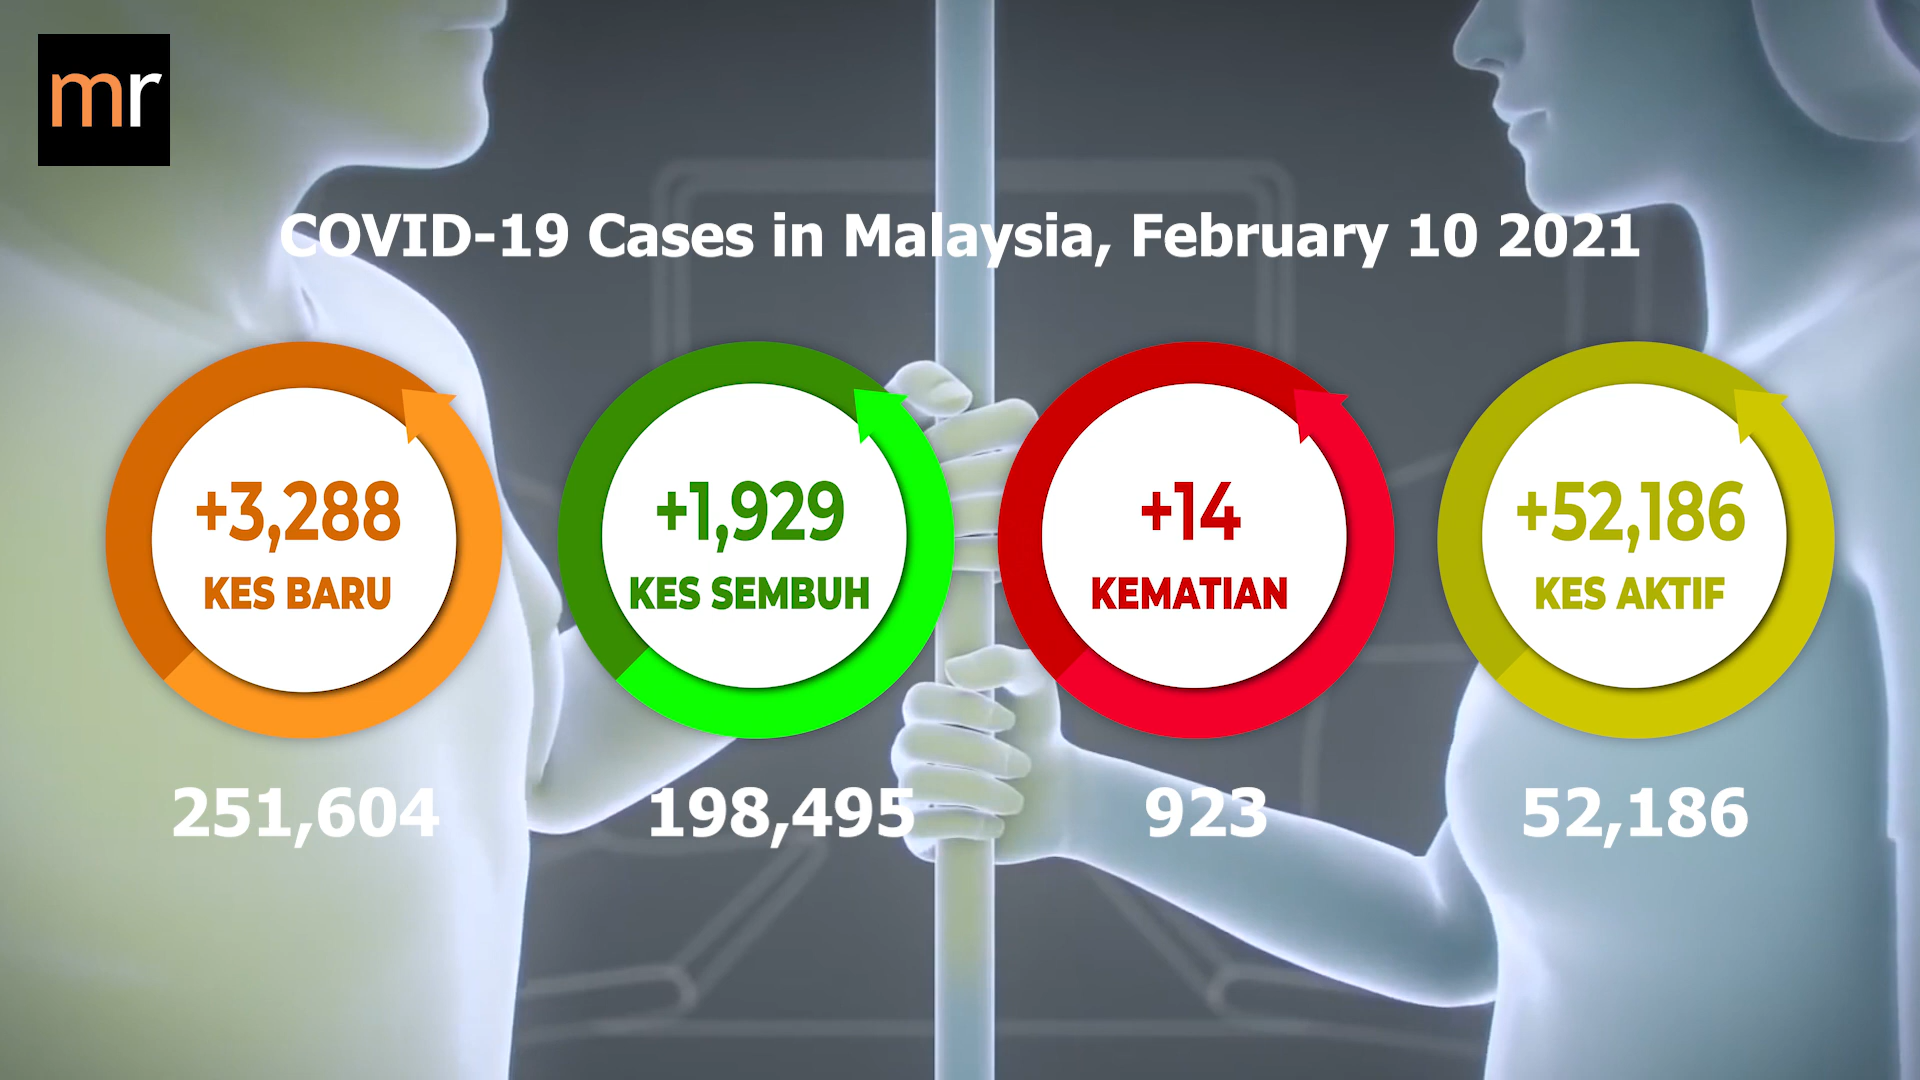 mr
COVID-19 Cases in Malaysia, February 10 2021
+3,288
KES BARU
251,604
+1,929
KES SEMBUH
198,495
+14
KEMATIAN
923
+52,186
KES AKTIF
52,186